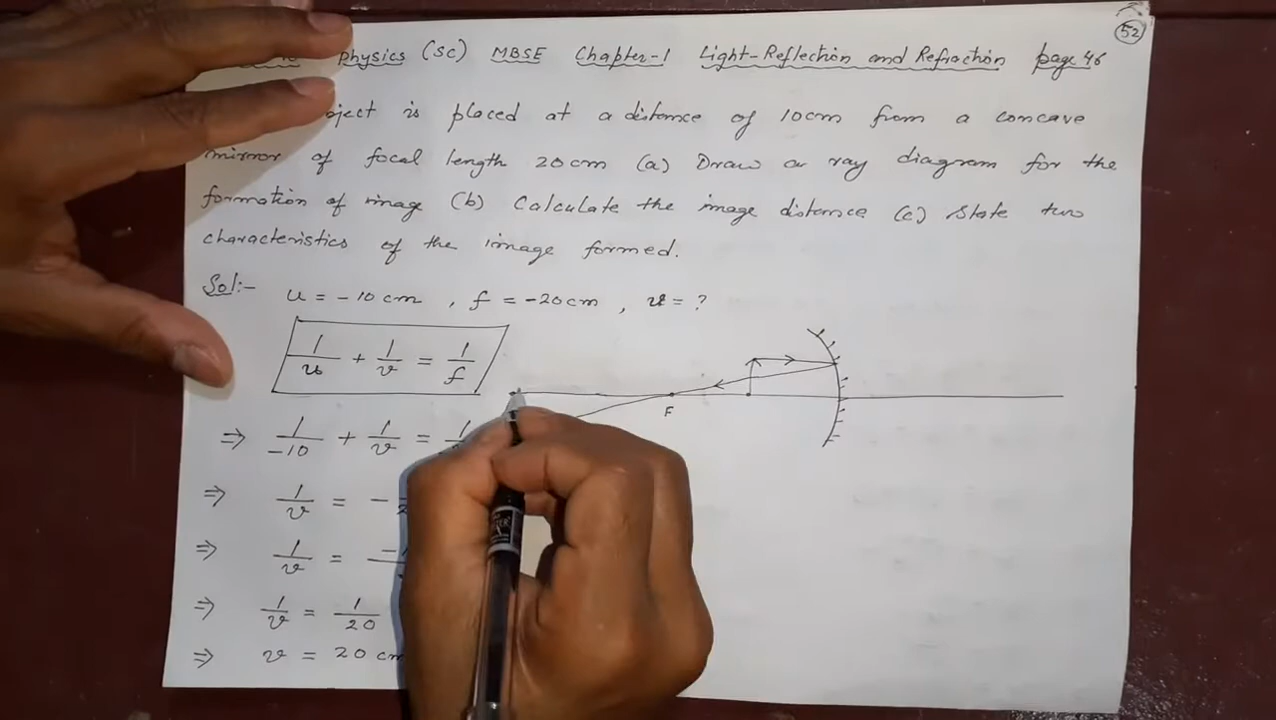 52
physics (SC) MBSE Chapter-1 Light-Reflection and Refraction page 46
oject is placed at a distance of 10cm from a concave
mirror of focal length 20cm (a) Draw a ray diagram for the
formation of image (b) Calculate the image distance (c) State two
characteristics of the image formed.
Sol:- u = -10 cm , f = -20cm , v = ?
1/u + 1/v = 1/f
⇒ 1/-10 + 1/v = 1/
⇒ 1/v = -
⇒ 1/v =
⇒ 1/v = 1/20
⇒ v = 20 cm
F